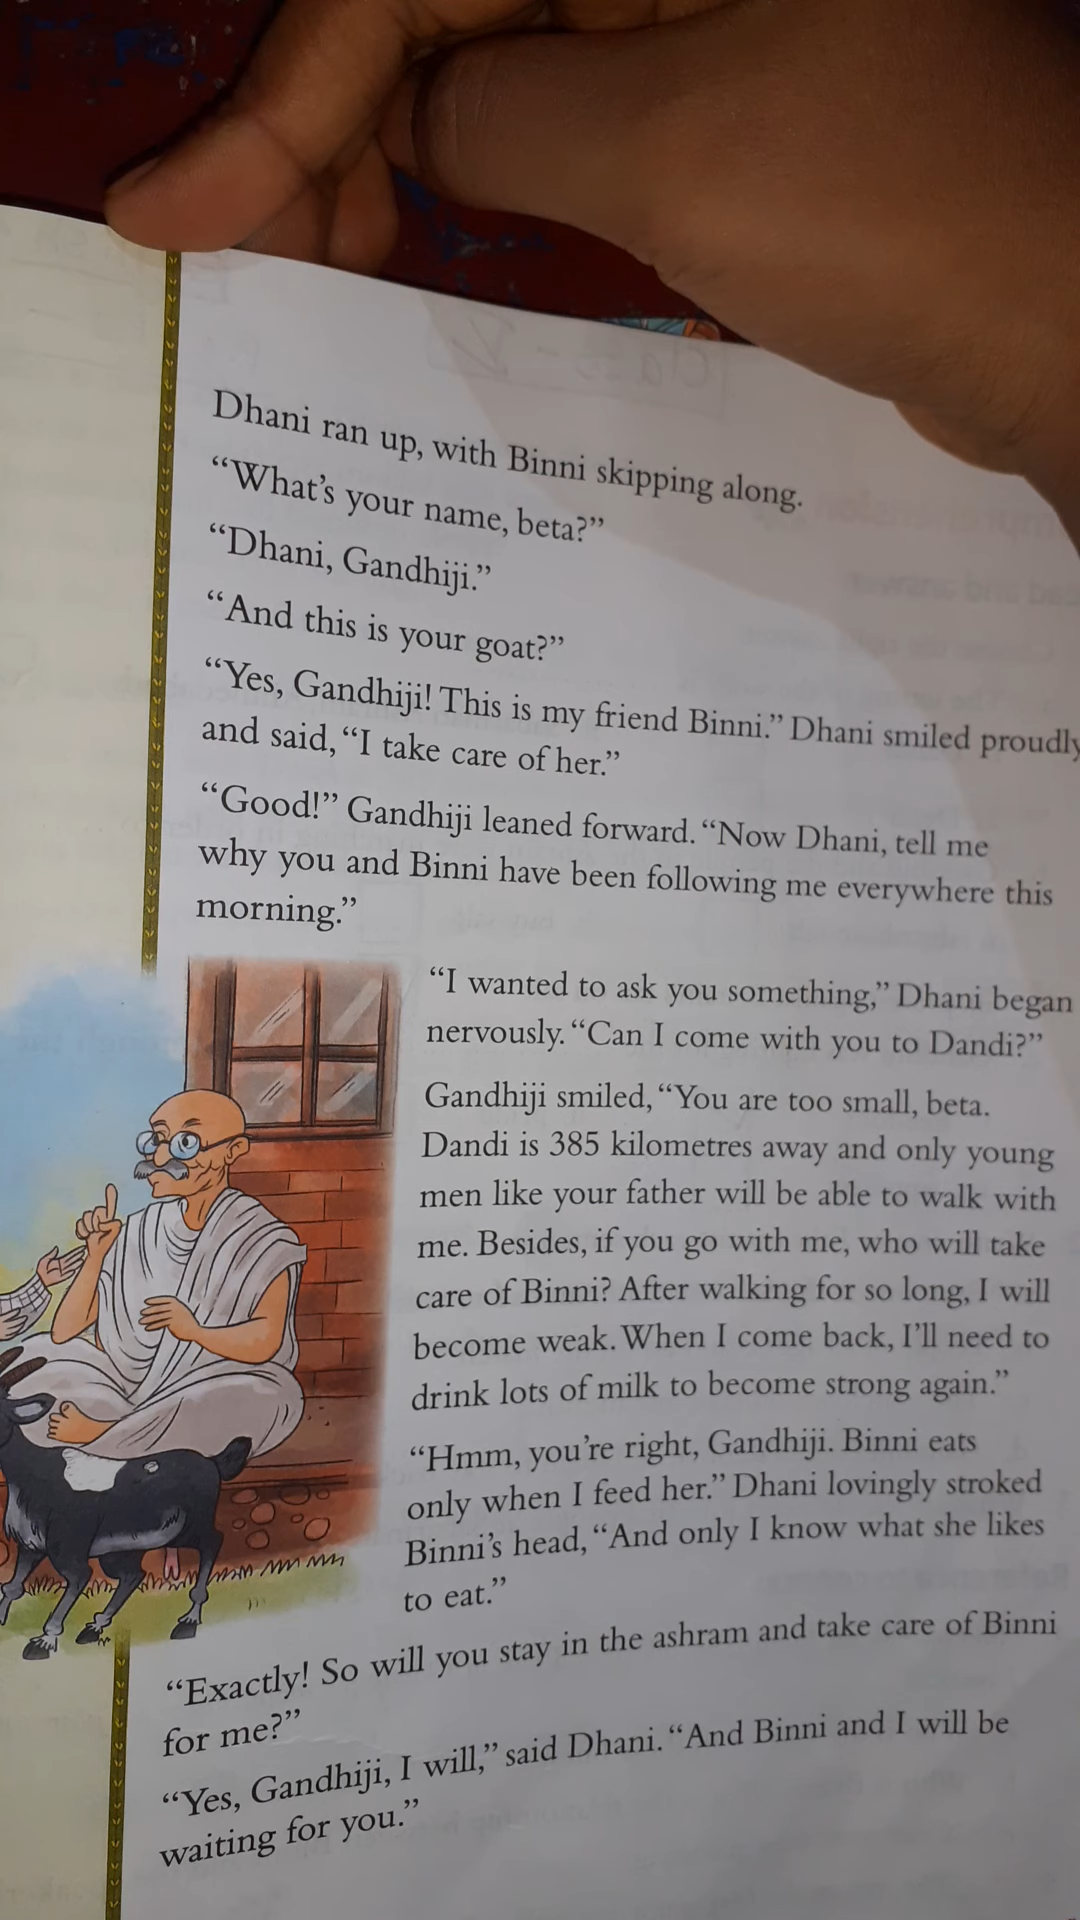 Dhani ran up, with Binni skipping along.
“What’s your name, beta?”
“Dhani, Gandhiji.”
“And this is your goat?”
“Yes, Gandhiji! This is my friend Binni.” Dhani smiled proudly
and said, “I take care of her.”
“Good!” Gandhiji leaned forward. “Now Dhani, tell me
why you and Binni have been following me everywhere this
morning.”
“I wanted to ask you something,” Dhani began
nervously. “Can I come with you to Dandi?”
Gandhiji smiled, “You are too small, beta.
Dandi is 385 kilometres away and only young
men like your father will be able to walk with
me. Besides, if you go with me, who will take
care of Binni? After walking for so long, I will
become weak. When I come back, I’ll need to
drink lots of milk to become strong again.”
“Hmm, you’re right, Gandhiji. Binni eats
only when I feed her.” Dhani lovingly stroked
Binni’s head, “And only I know what she likes
to eat.”
“Exactly! So will you stay in the ashram and take care of Binni
for me?”
“Yes, Gandhiji, I will,” said Dhani. “And Binni and I will be
waiting for you.”